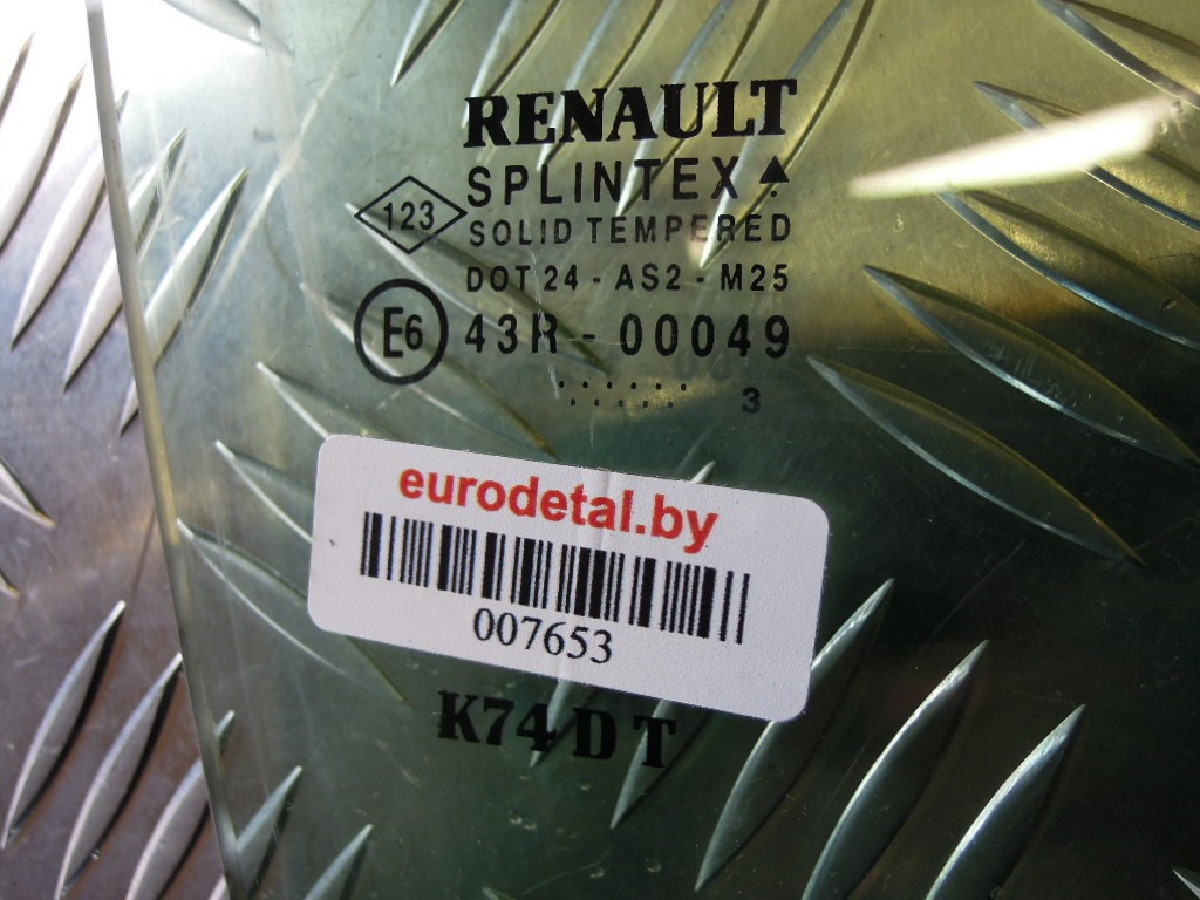 RENAULT
SPLINTEX
123
SOLID TEMPERED
DOT 24 - AS2 - M25
E6 43R - 00049
3
eurodetal.by
007653
K74 D T